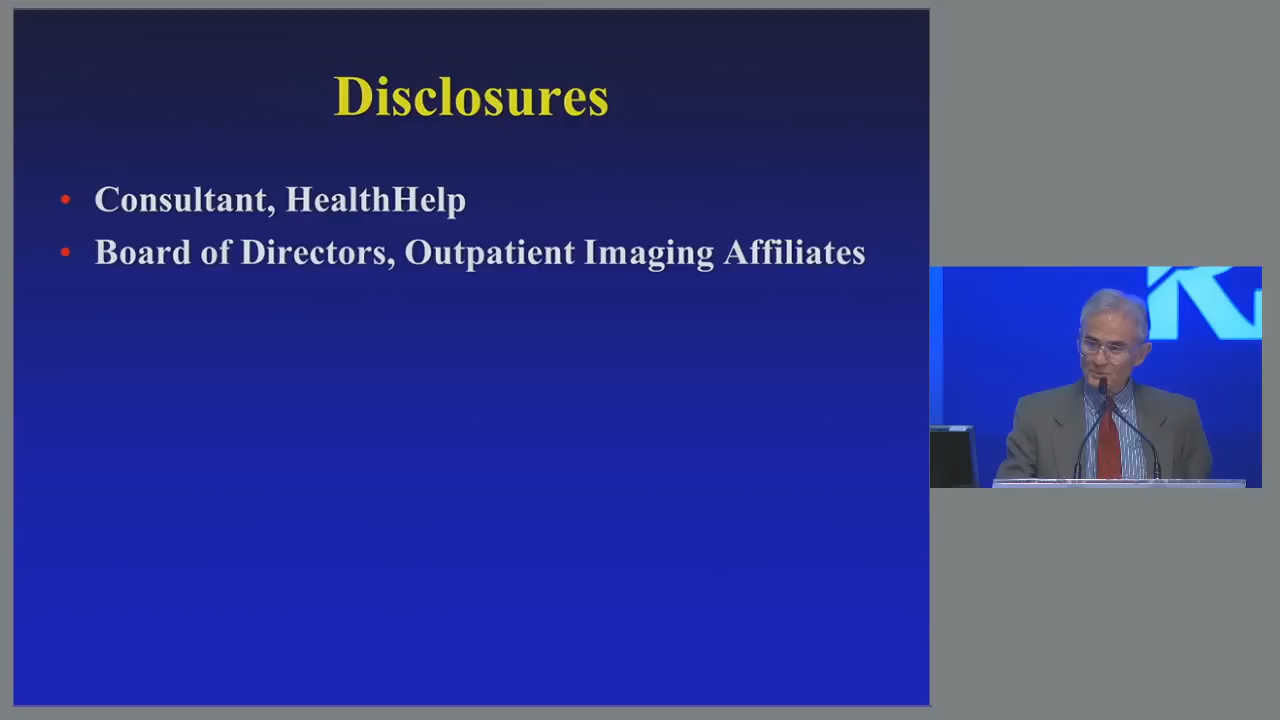 Disclosures
• Consultant, HealthHelp
• Board of Directors, Outpatient Imaging Affiliates